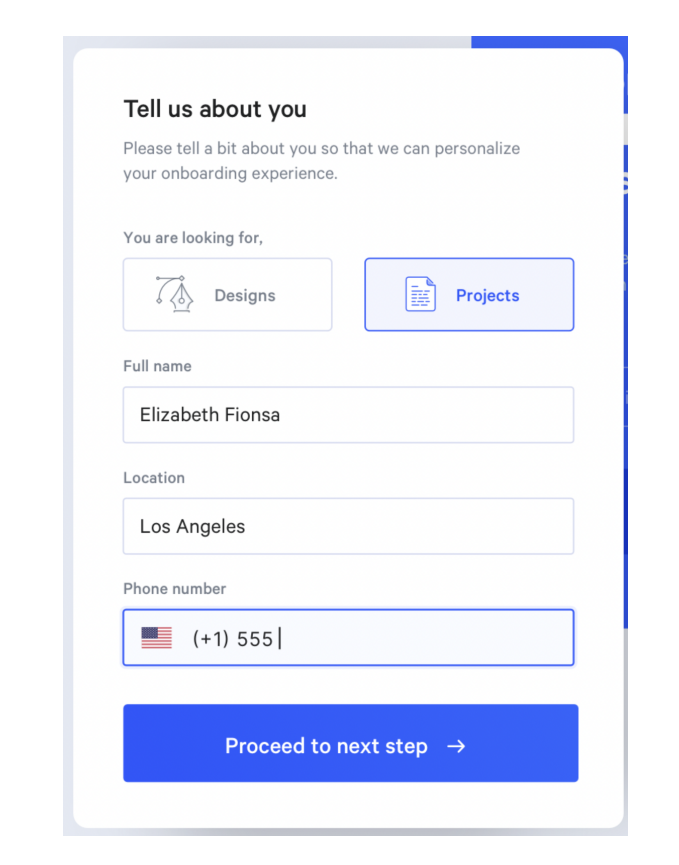 Tell us about you
Please tell a bit about you so that we can personalize
your onboarding experience.
You are looking for,
Designs
Projects
Full name
Elizabeth Fionsa
Location
Los Angeles
Phone number
(+1) 555
Proceed to next step →